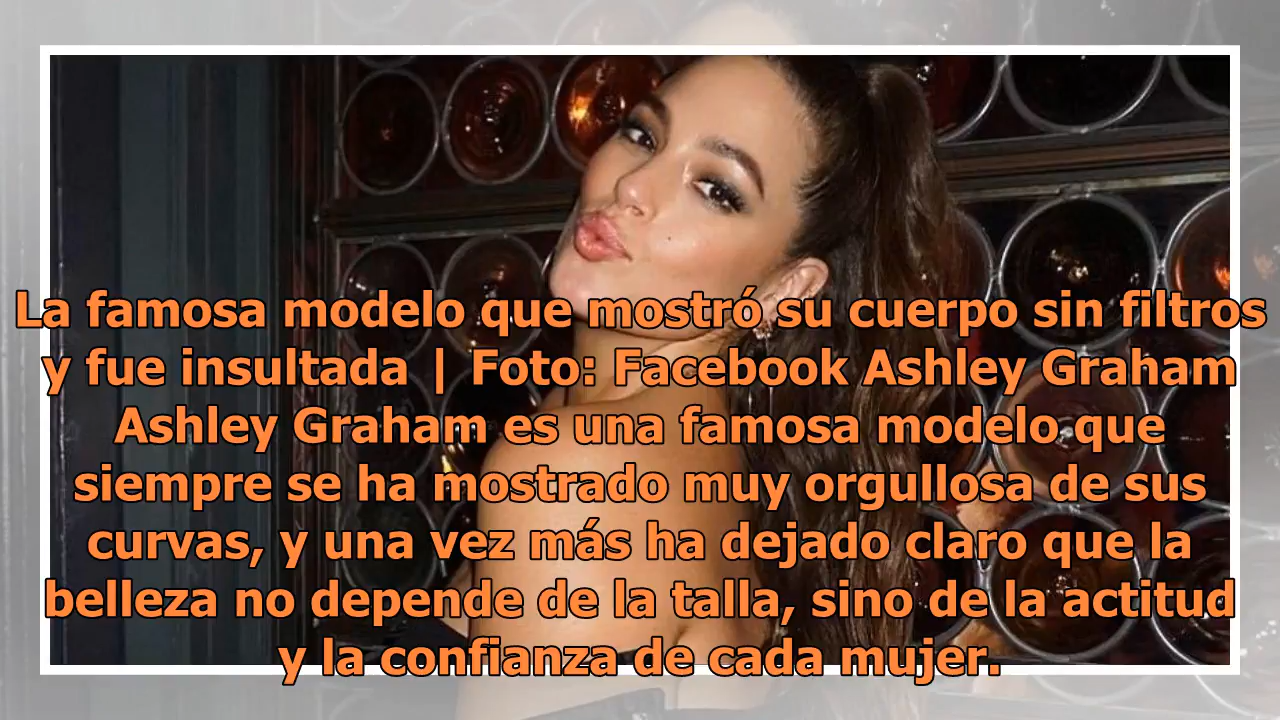 La famosa modelo que mostró su cuerpo sin filtros
y fue insultada | Foto: Facebook Ashley Graham
Ashley Graham es una famosa modelo que
siempre se ha mostrado muy orgullosa de sus
curvas, y una vez más ha dejado claro que la
belleza no depende de la talla, sino de la actitud
y la confianza de cada mujer.